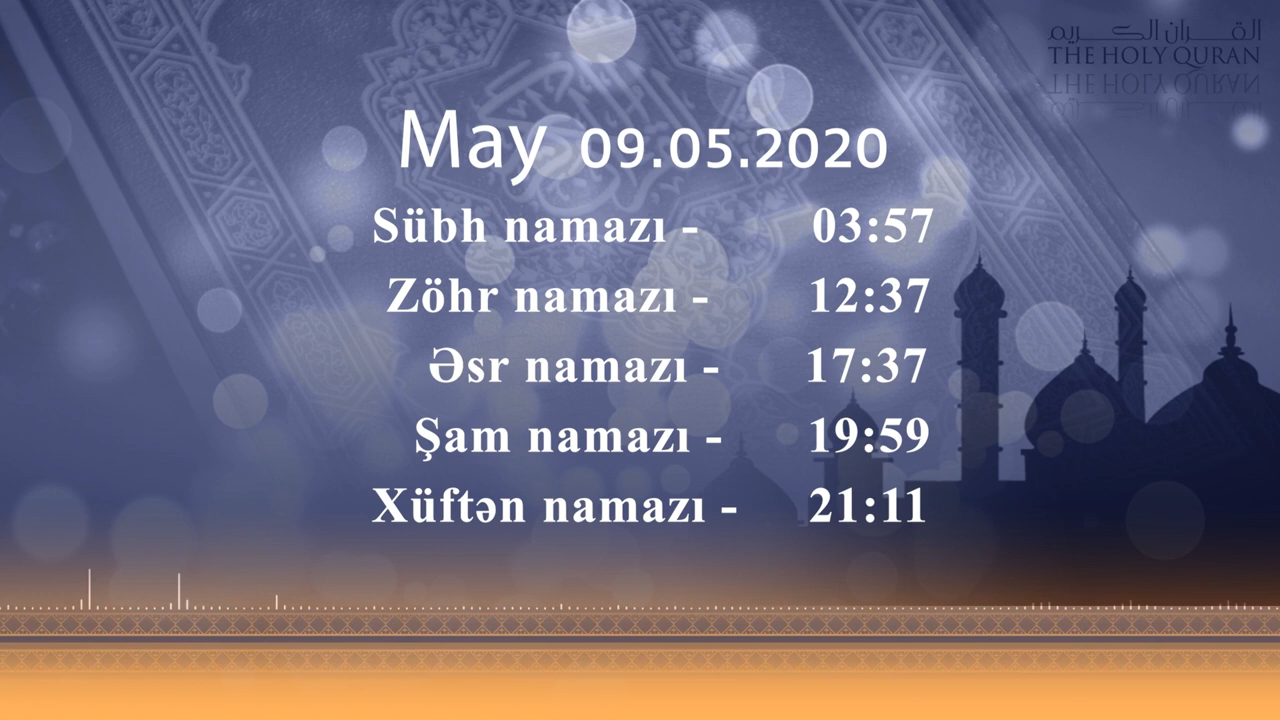 القرآن الكريم
THE HOLY QURAN
May 09.05.2020
Sübh namazı - 03:57
Zöhr namazı - 12:37
Əsr namazı - 17:37
Şam namazı - 19:59
Xüftən namazı - 21:11